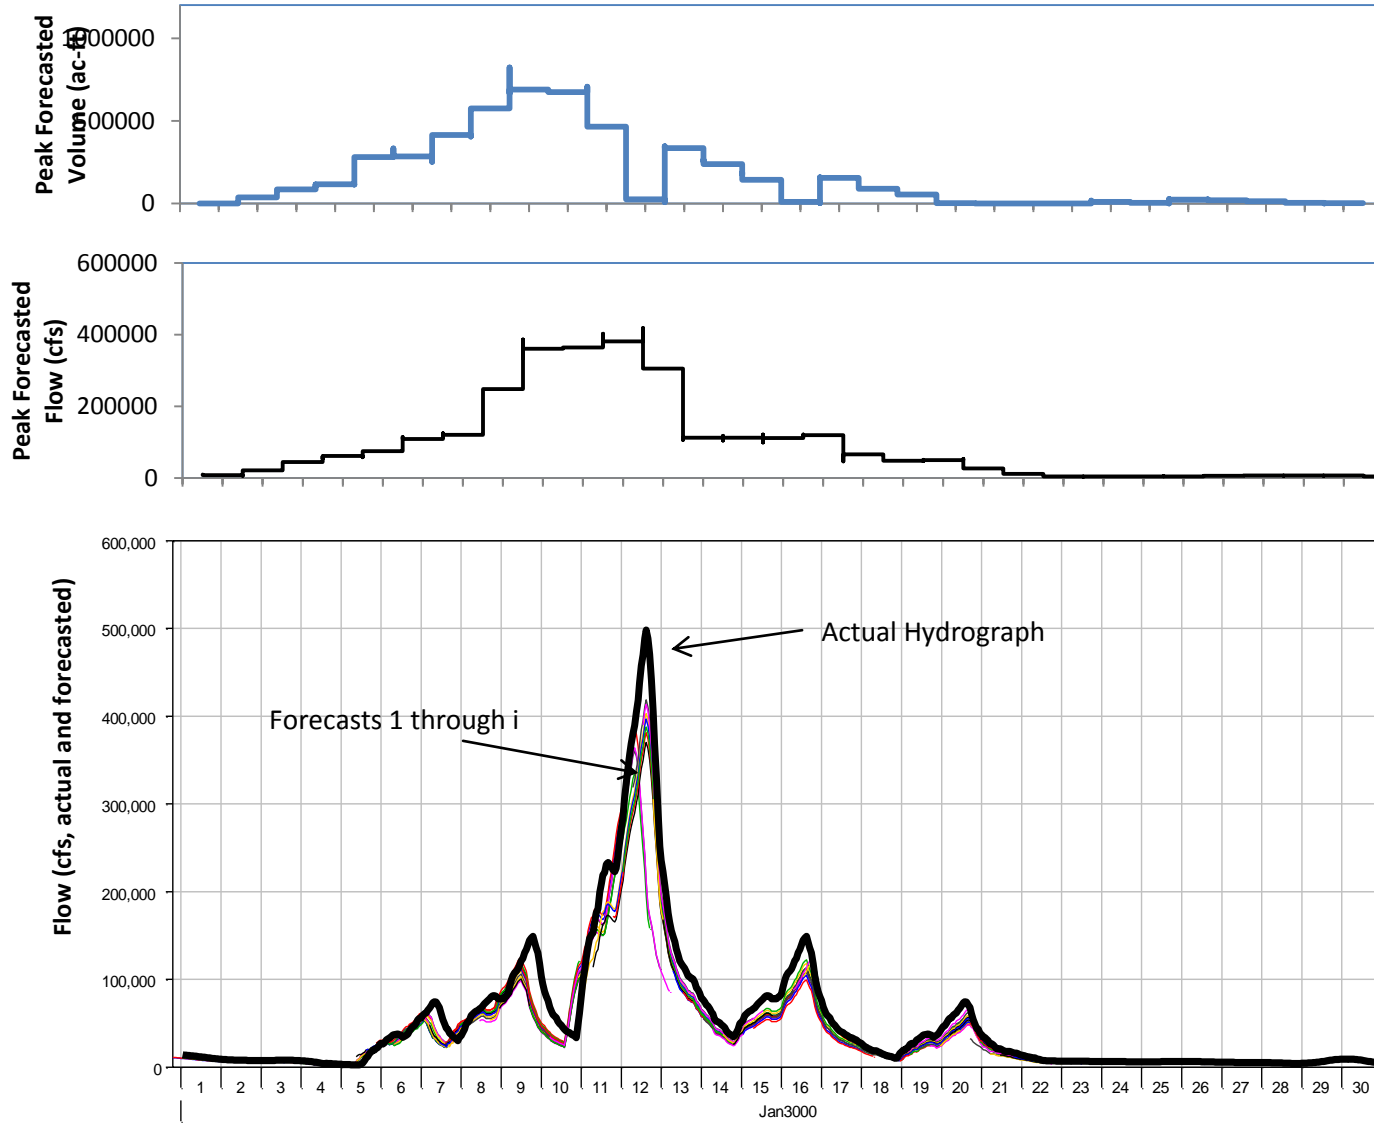 Peak Forecasted
Volume (ac-ft)
1000000
500000
0
Peak Forecasted
Flow (cfs)
600000
400000
200000
0
Flow (cfs, actual and forecasted)
600,000
500,000
400,000
300,000
200,000
100,000
0
Actual Hydrograph
Forecasts 1 through i
1 2 3 4 5 6 7 8 9 10 11 12 13 14 15 16 17 18 19 20 21 22 23 24 25 26 27 28 29 30
Jan3000